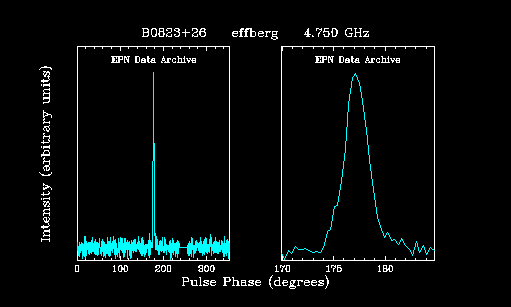 B0823+26 effberg 4.750 GHz
EPN Data Archive
EPN Data Archive
Intensity (arbitrary units)
0 100 200 300
170 175 180
Pulse Phase (degrees)